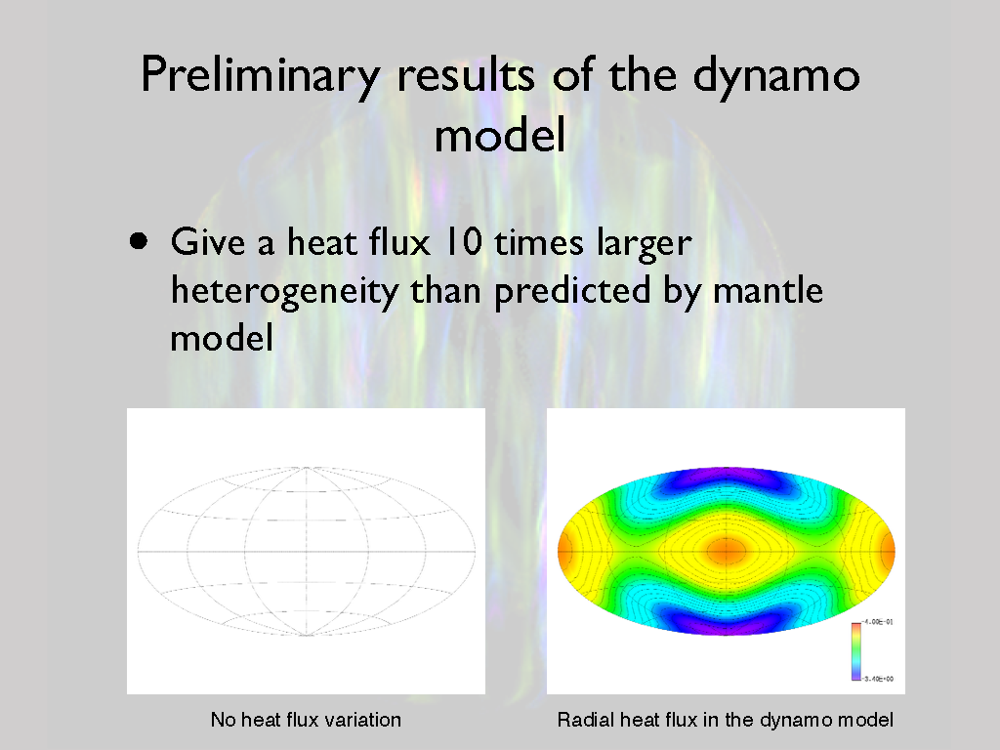 Preliminary results of the dynamo
model
• Give a heat flux 10 times larger
heterogeneity than predicted by mantle
model
-4.00E-01
-3.40E+00
No heat flux variation
Radial heat flux in the dynamo model